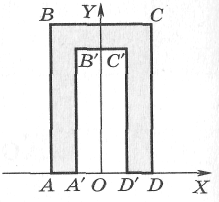 B Y C
B′ C′
A A′ O D′ D X